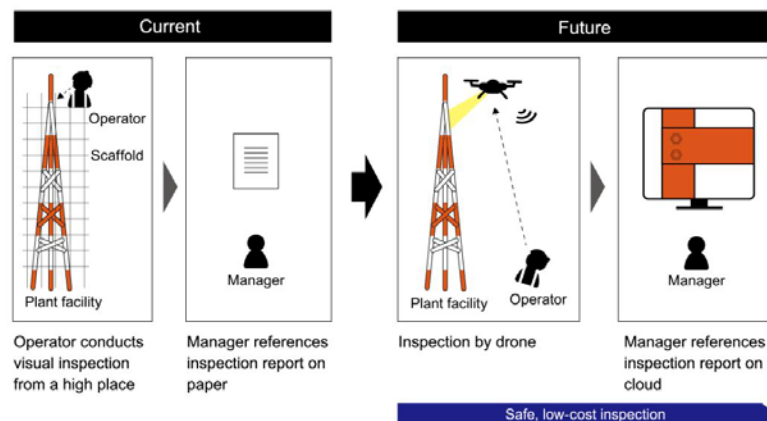 Current
Future
Operator
Scaffold
Plant facility
Manager
Plant facility
Operator
Manager
Operator conducts
visual inspection
from a high place
Manager references
inspection report on
paper
Inspection by drone
Manager references
inspection report on
cloud
Safe, low-cost inspection